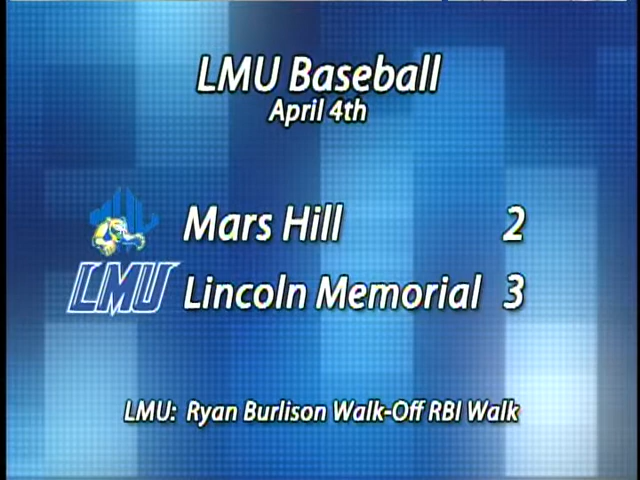 LMU Baseball
April 4th
Mars Hill 2
LMU Lincoln Memorial 3
LMU: Ryan Burlison Walk-Off RBI Walk